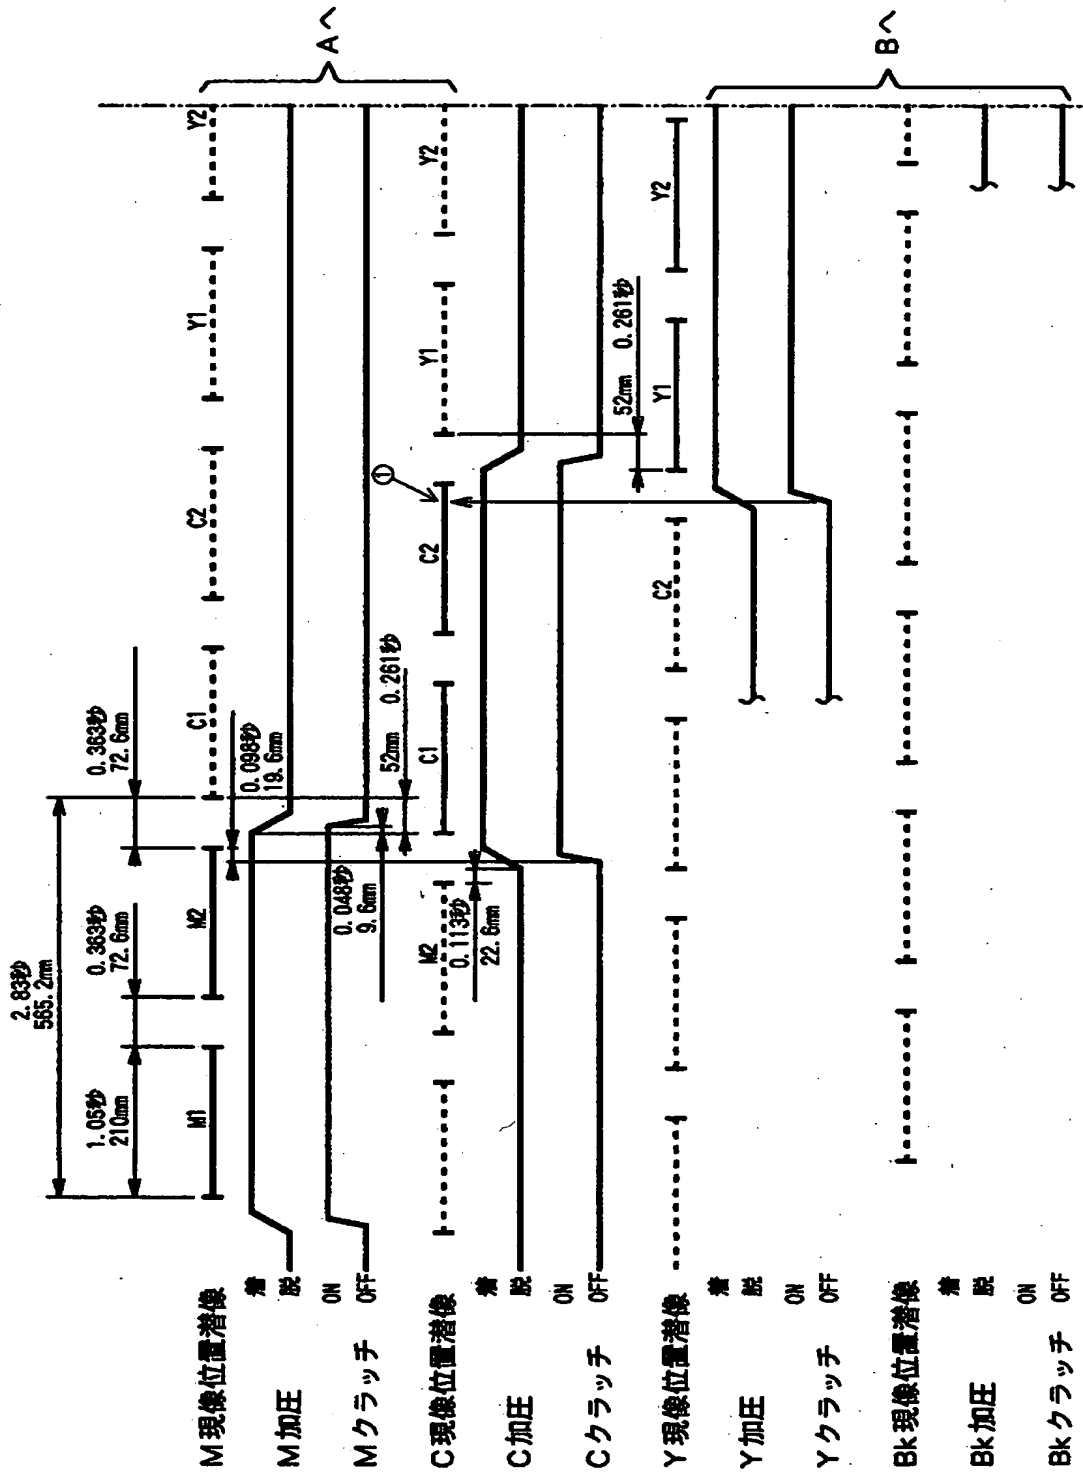 2.83秒
565.2mm
1.05秒
210mm
0.363秒
72.6mm
0.363秒
72.6mm
M現像位置潜像
M1
M2
C1
C2
Y1
Y2
0.098秒
19.6mm
M加圧
着
脱
Mクラッチ
ON
OFF
0.048秒
9.6mm
52mm 0.261秒
Aへ
①
C現像位置潜像
M2
C1
C2
Y1
Y2
0.113秒
22.6mm
C加圧
着
脱
Cクラッチ
ON
OFF
52mm 0.261秒
Y現像位置潜像
C2
Y1
Y2
Y加圧
着
脱
Yクラッチ
ON
OFF
Bへ
Bk現像位置潜像
Bk加圧
着
脱
Bkクラッチ
ON
OFF